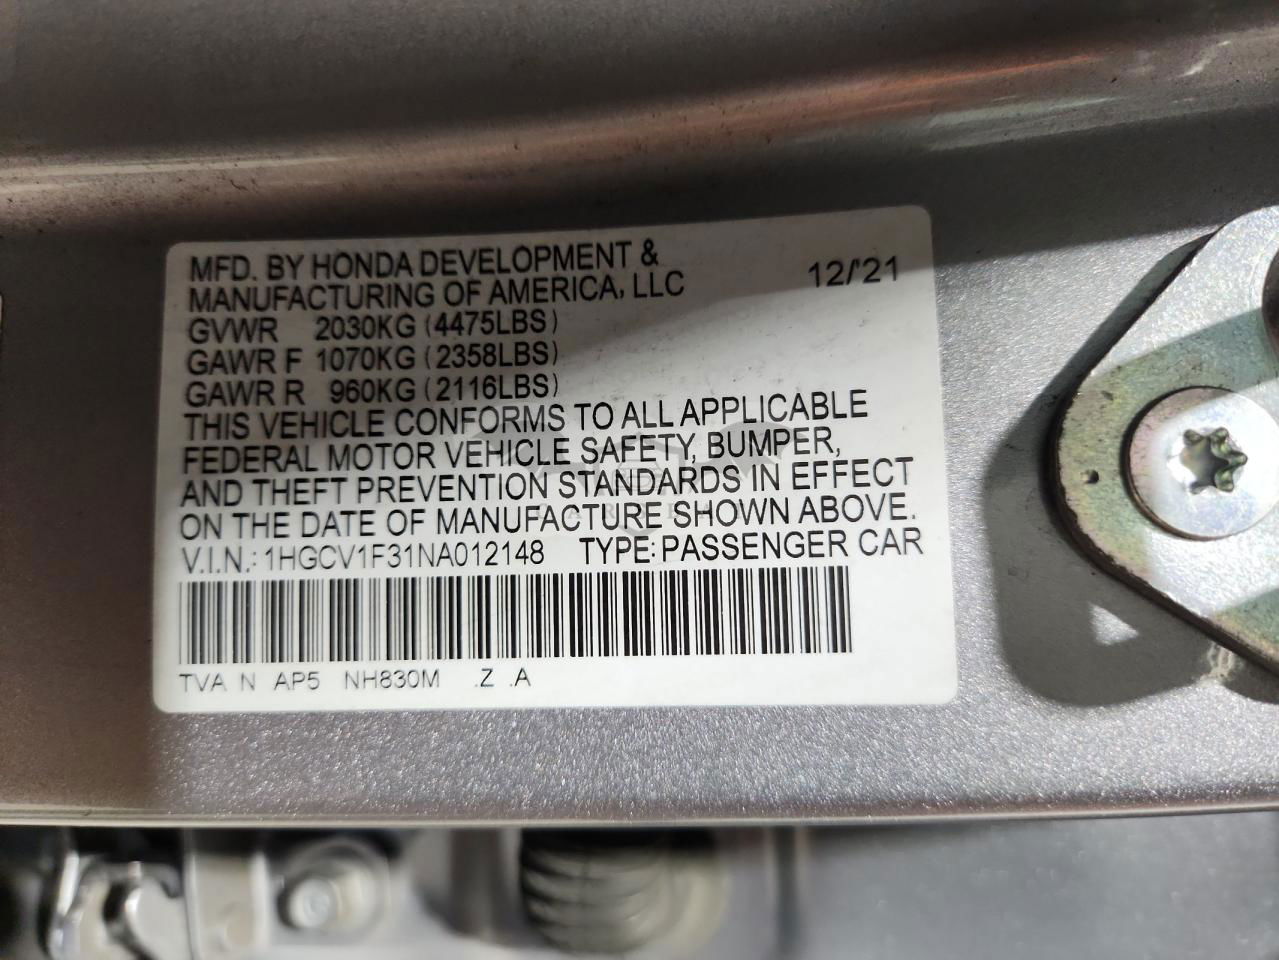 MFD. BY HONDA DEVELOPMENT &
MANUFACTURING OF AMERICA, LLC 12/'21
GVWR 2030KG (4475LBS)
GAWR F 1070KG (2358LBS)
GAWR R 960KG (2116LBS)
THIS VEHICLE CONFORMS TO ALL APPLICABLE
FEDERAL MOTOR VEHICLE SAFETY, BUMPER,
AND THEFT PREVENTION STANDARDS IN EFFECT
ON THE DATE OF MANUFACTURE SHOWN ABOVE.
V.I.N.: 1HGCV1F31NA012148 TYPE: PASSENGER CAR
TVA N AP5 NH830M .Z .A